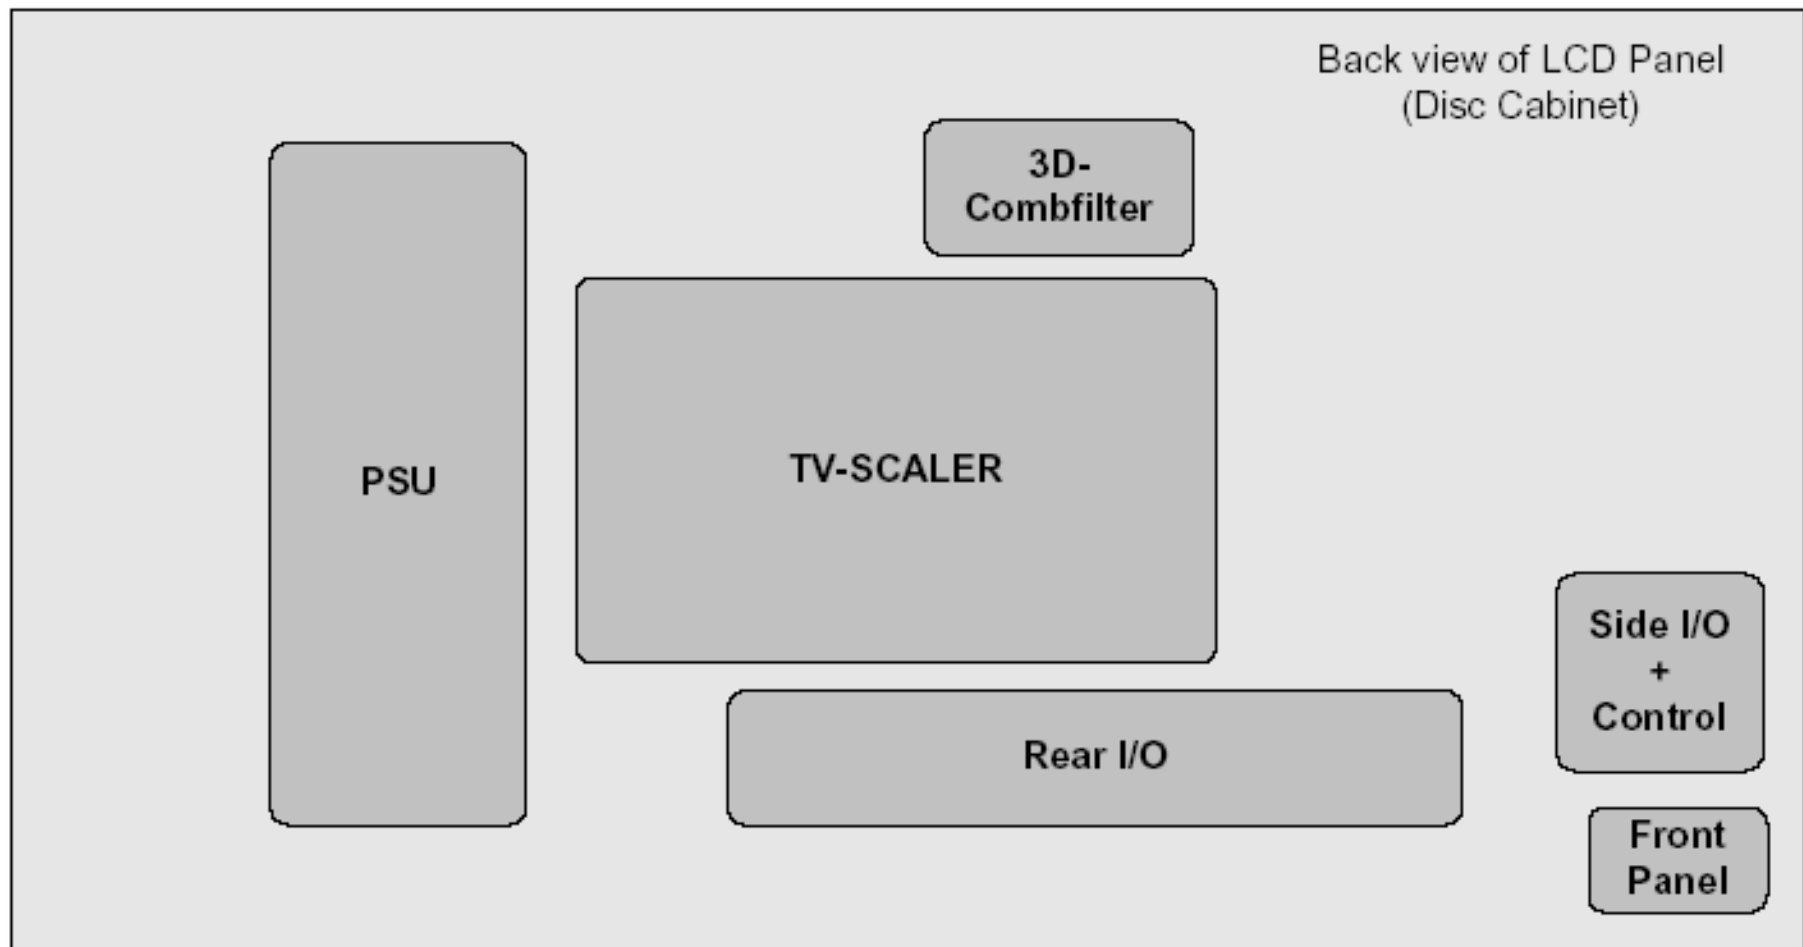 Back view of LCD Panel
(Disc Cabinet)
3D-
Combfilter
PSU
TV-SCALER
Side I/O
+
Control
Rear I/O
Front
Panel